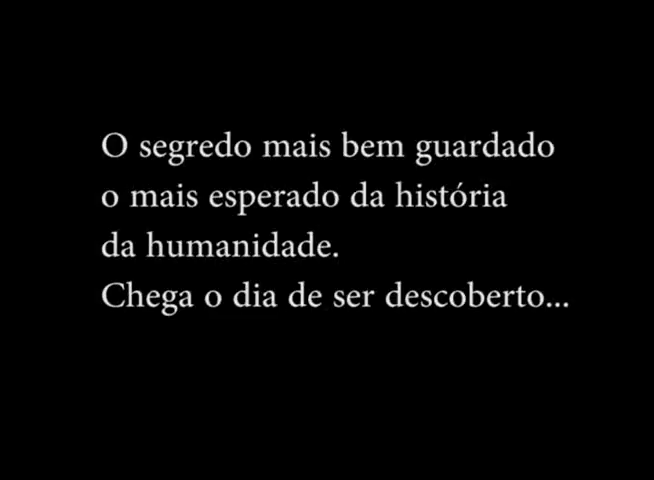 O segredo mais bem guardado
o mais esperado da história
da humanidade.
Chega o dia de ser descoberto...